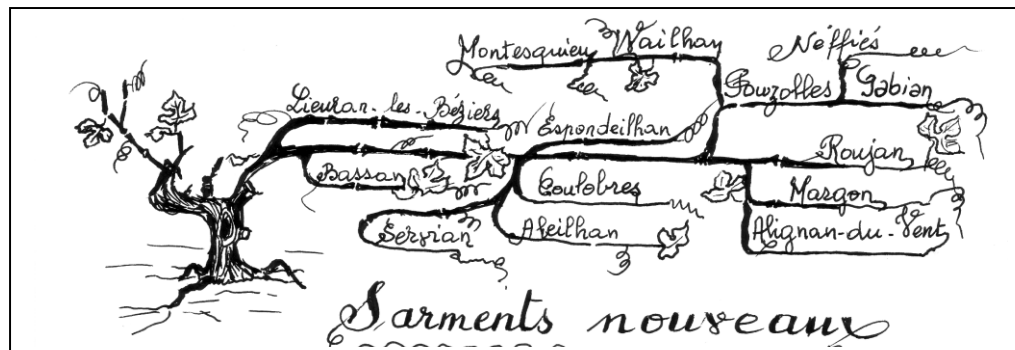 Montesquieu Vailhan Néffiés
Pouzolles Gabian
Lieuran-les-Béziers Espondeilhan
Roujan
Bassan Coulobres Margon
Servian Abeilhan Alignan-du-Vent
Sarments nouveaux